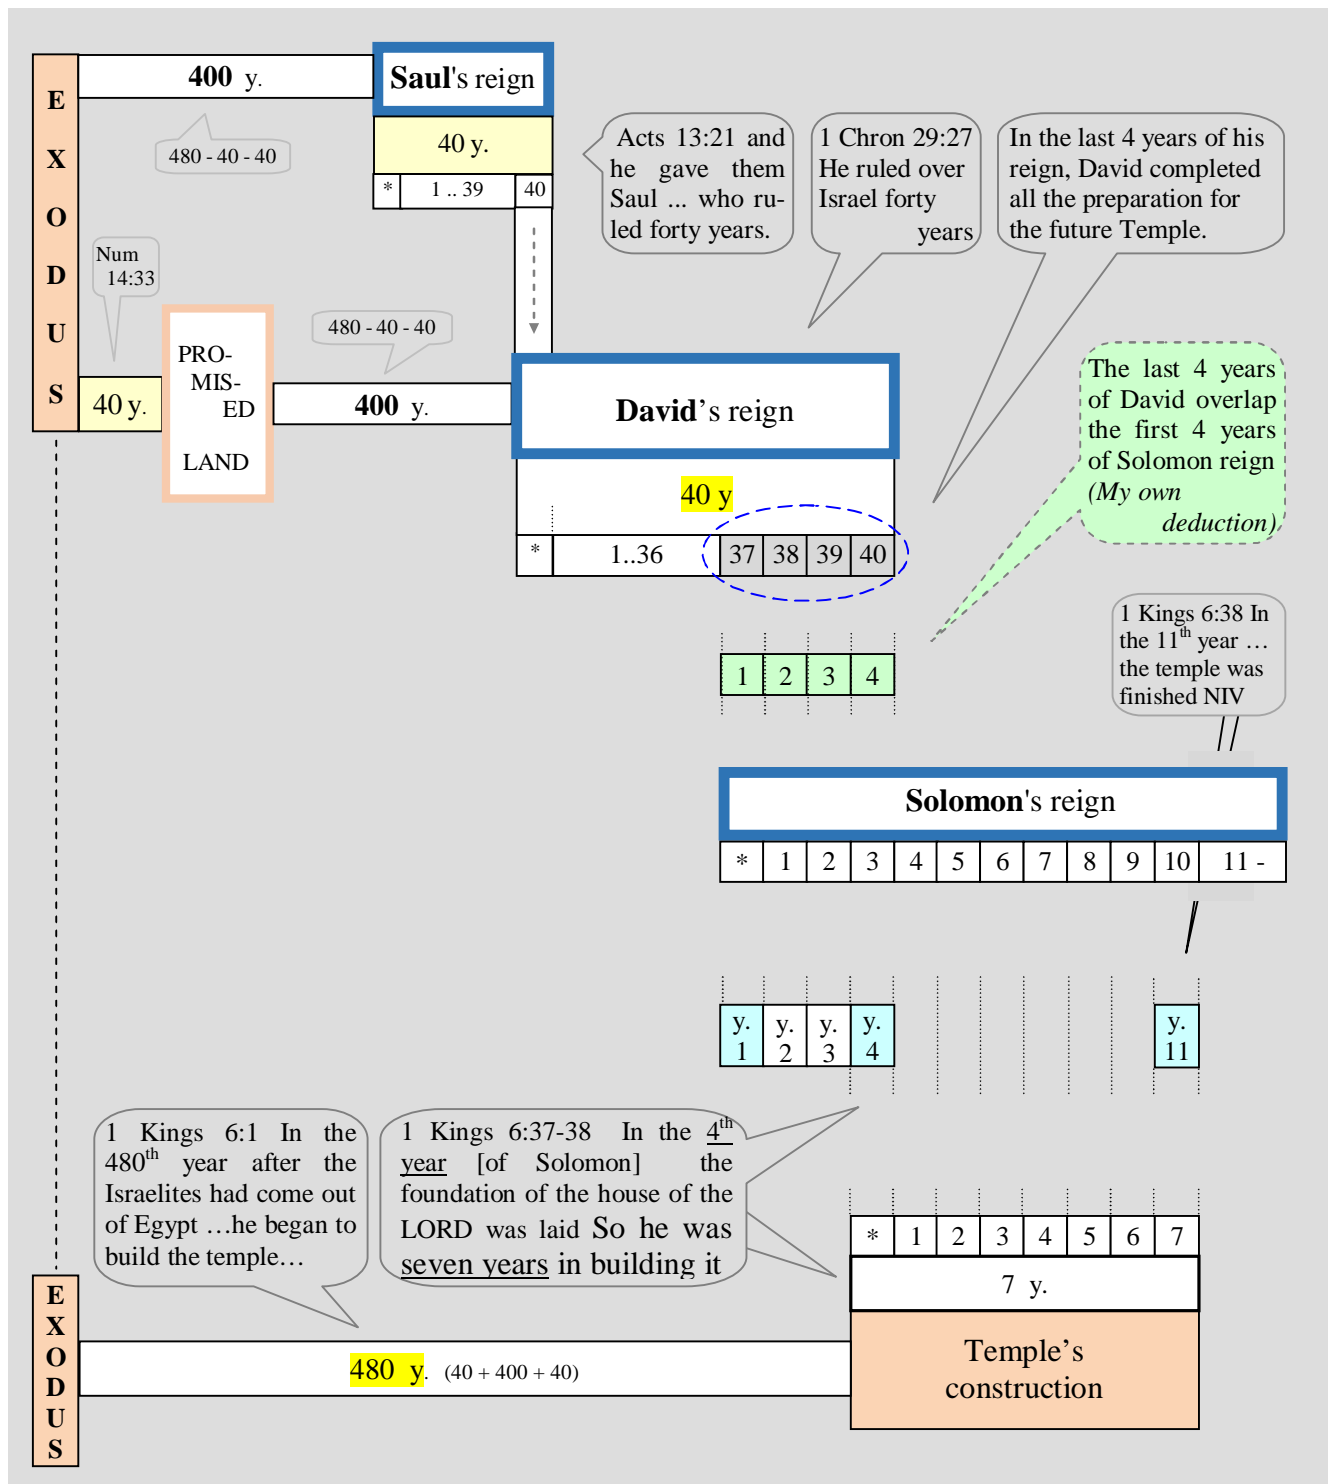 E
X
O
D
U
S
400 y.
Saul's reign
480 - 40 - 40
40 y.
* 1 .. 39 40
Acts 13:21 and
he gave them
Saul ... who ru-
led forty years.
1 Chron 29:27
He ruled over
Israel forty
years
In the last 4 years of his
reign, David completed
all the preparation for
the future Temple.
Num
14:33
40 y.
PRO-
MIS-
ED
LAND
480 - 40 - 40
400 y.
David’s reign
40 y
* 1..36 37 38 39 40
The last 4 years
of David overlap
the first 4 years
of Solomon reign
(My own
deduction)
1 2 3 4
1 Kings 6:38 In
the 11th year …
the temple was
finished NIV
Solomon's reign
* 1 2 3 4 5 6 7 8 9 10 11 -
y. y. y. y. y.
1 2 3 4 11
1 Kings 6:1 In the
480th year after the
Israelites had come out
of Egypt …he began to
build the temple…
1 Kings 6:37-38 In the 4th
year [of Solomon] the
foundation of the house of the
LORD was laid So he was
seven years in building it
* 1 2 3 4 5 6 7
7 y.
Temple’s
construction
E
X
O
D
U
S
480 y. (40 + 400 + 40)